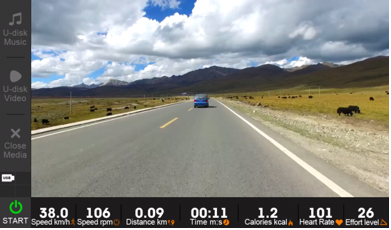 U-disk
Music
U-disk
Video
Close
Media
USB
START
38.0
Speed km/h
106
Speed rpm
0.09
Distance km
00:11
Time m:s
1.2
Calories kcal
101
Heart Rate
26
Effort level